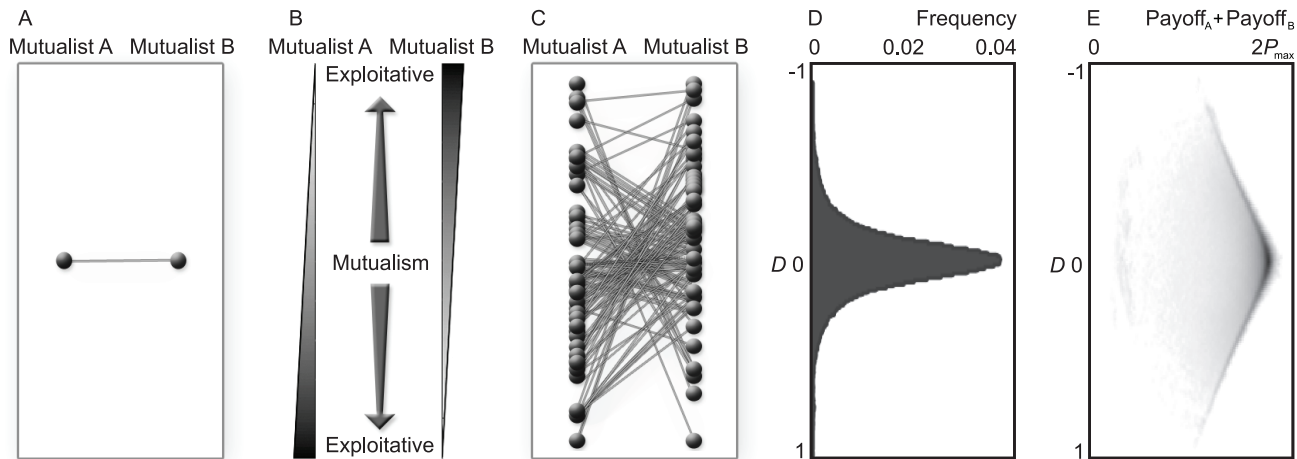 A
Mutualist A Mutualist B
B
Mutualist A Mutualist B
Exploitative
Mutualism
Exploitative
C
Mutualist A Mutualist B
D Frequency
0 0.02 0.04
-1
D 0
1
E PayoffA+PayoffB
0 2Pmax
-1
D 0
1